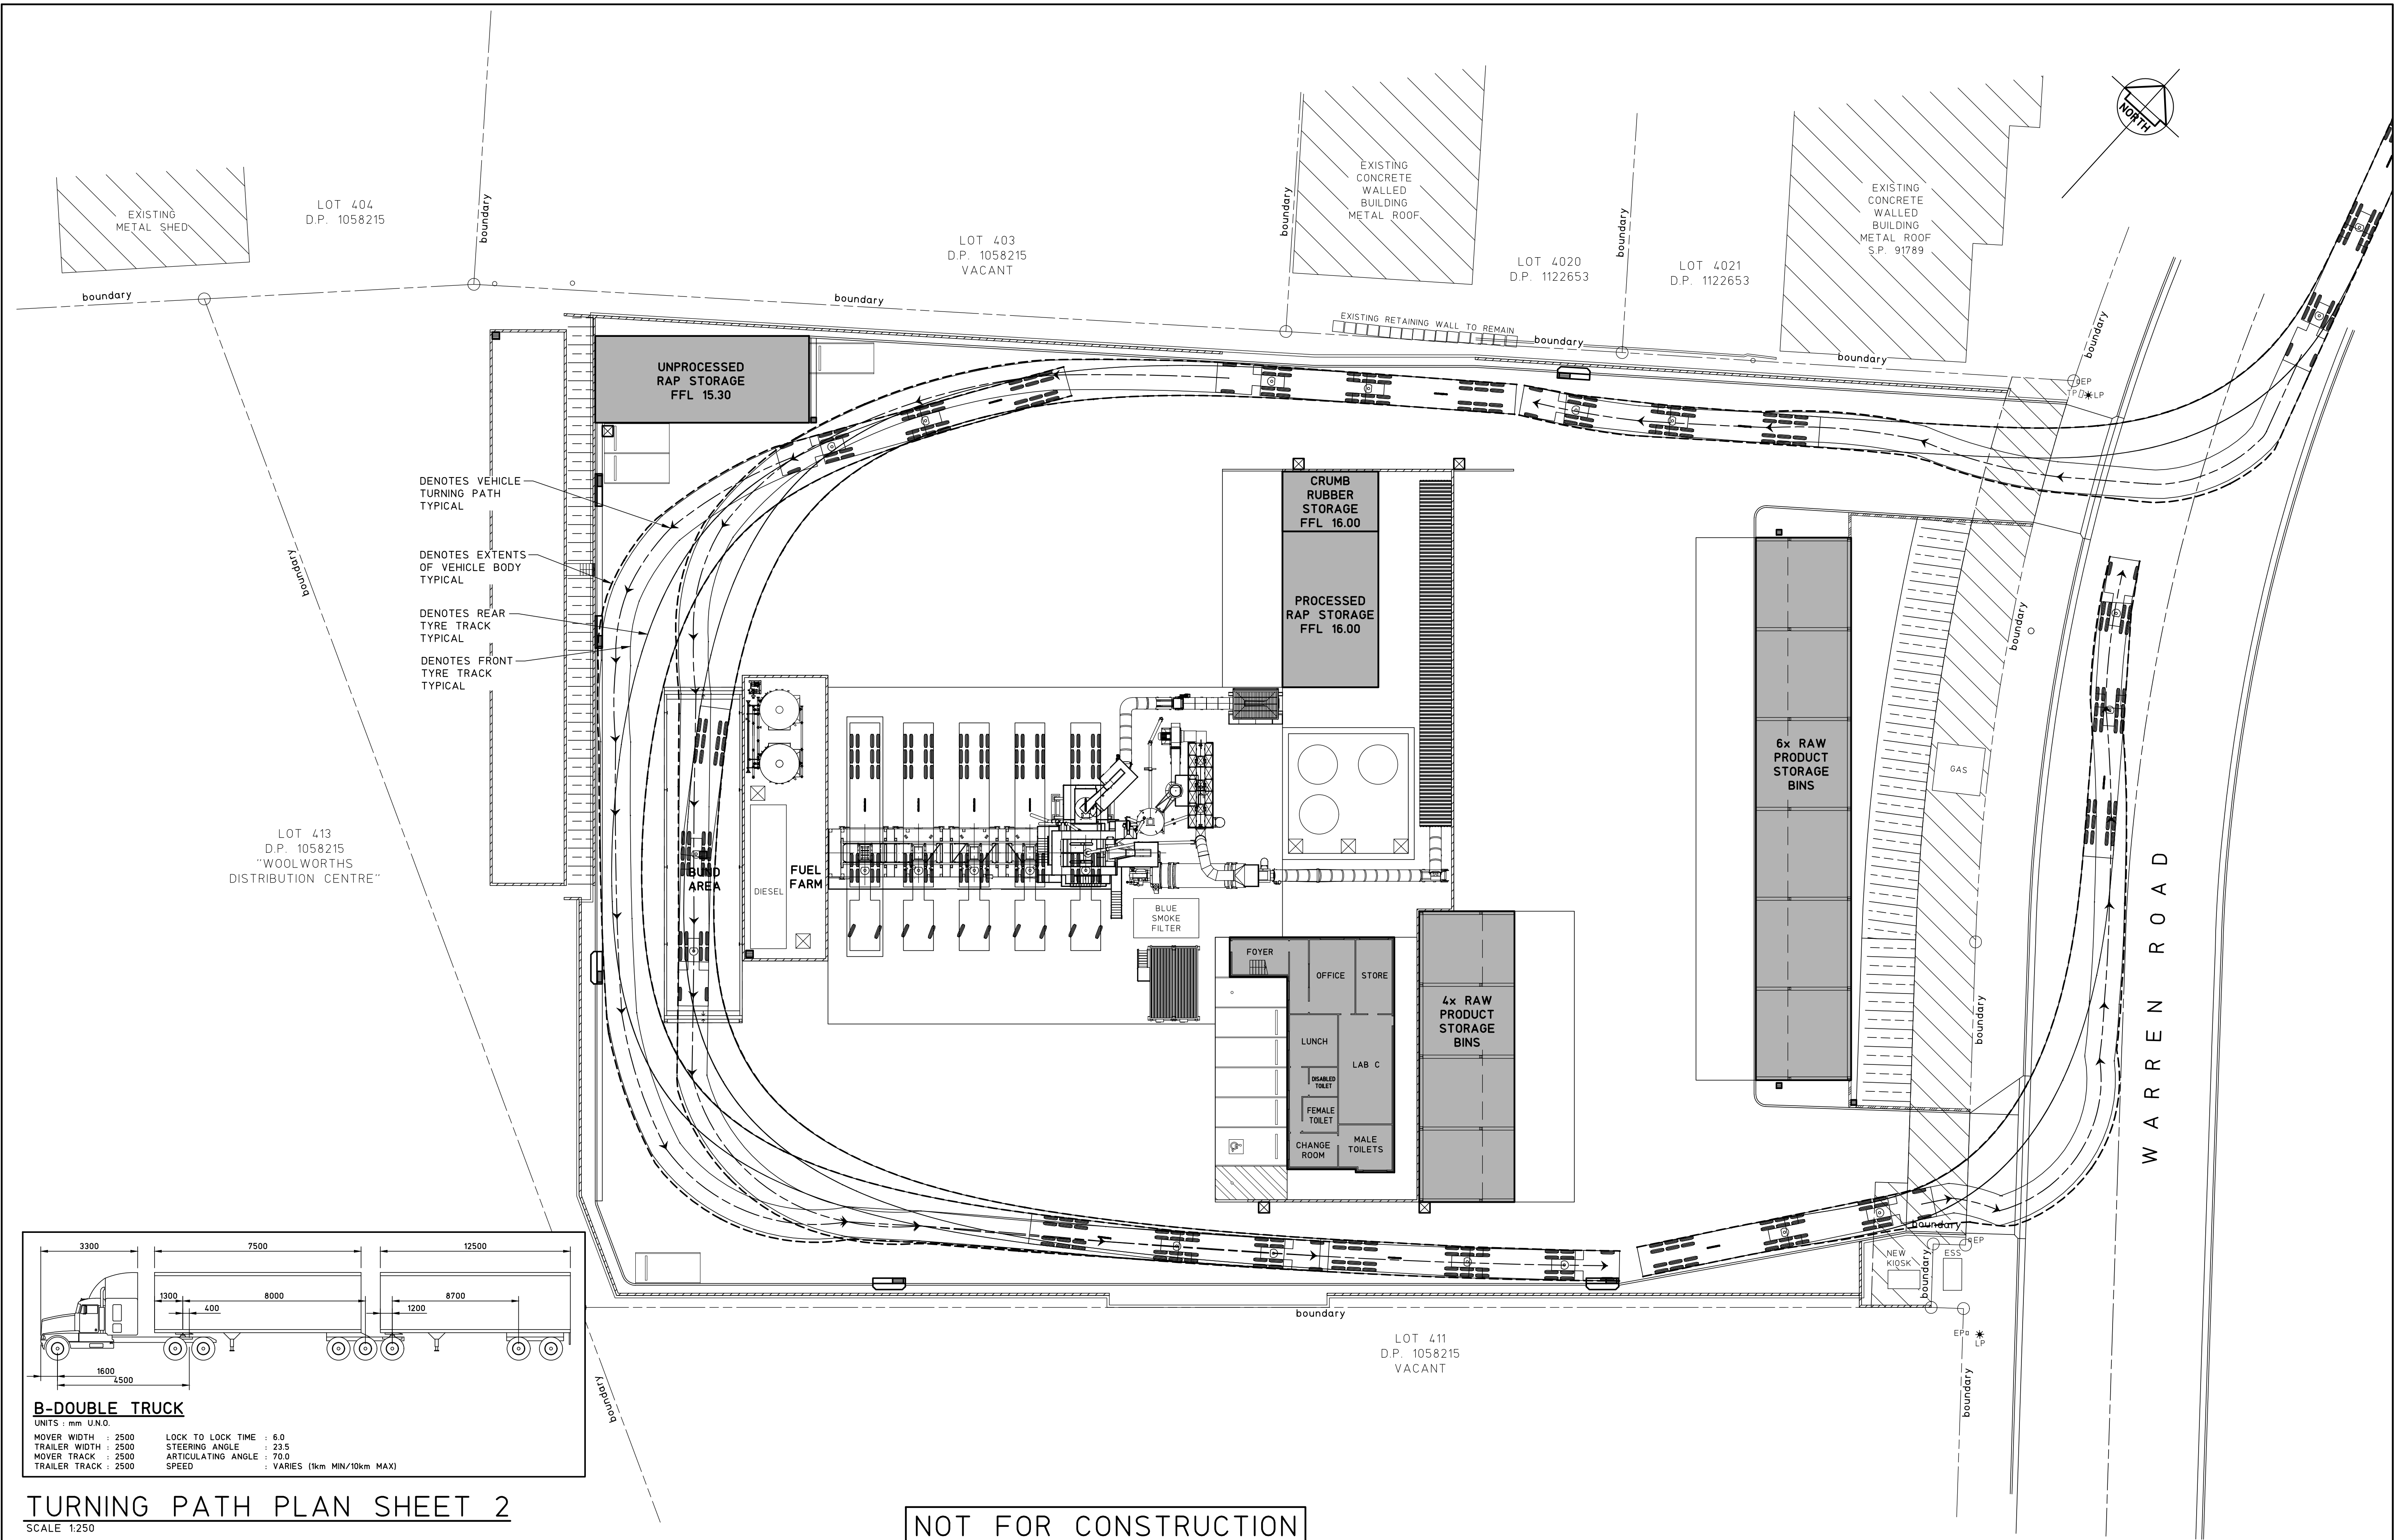 NORTH
EXISTING
METAL SHED
LOT 404
D.P. 1058215
boundary
boundary
LOT 403
D.P. 1058215
VACANT
boundary
boundary
EXISTING
CONCRETE
WALLED
BUILDING
METAL ROOF
LOT 4020
D.P. 1122653
boundary
LOT 4021
D.P. 1122653
EXISTING
CONCRETE
WALLED
BUILDING
METAL ROOF
S.P. 91789
EXISTING RETAINING WALL TO REMAIN
boundary
boundary
boundary
EP
TP
LP
UNPROCESSED
RAP STORAGE
FFL 15.30
DENOTES VEHICLE
TURNING PATH
TYPICAL
DENOTES EXTENTS
OF VEHICLE BODY
TYPICAL
DENOTES REAR
TYRE TRACK
TYPICAL
DENOTES FRONT
TYRE TRACK
TYPICAL
boundary
CRUMB
RUBBER
STORAGE
FFL 16.00
PROCESSED
RAP STORAGE
FFL 16.00
6x RAW
PRODUCT
STORAGE
BINS
GAS
boundary
boundary
WARREN ROAD
LOT 413
D.P. 1058215
"WOOLWORTHS
DISTRIBUTION CENTRE"
BUND
AREA
DIESEL
FUEL
FARM
BLUE
SMOKE
FILTER
FOYER
OFFICE
STORE
LUNCH
LAB C
DISABLED
TOILET
FEMALE
TOILET
CHANGE
ROOM
MALE
TOILETS
4x RAW
PRODUCT
STORAGE
BINS
boundary
EP
NEW
KIOSK
ESS
boundary
boundary
LOT 411
D.P. 1058215
VACANT
EP
LP
boundary
boundary
3300
7500
12500
1300
8000
400
8700
1200
1600
4500
B-DOUBLE TRUCK
UNITS : mm U.N.O.
MOVER WIDTH : 2500
TRAILER WIDTH : 2500
MOVER TRACK : 2500
TRAILER TRACK : 2500
LOCK TO LOCK TIME : 6.0
STEERING ANGLE : 23.5
ARTICULATING ANGLE : 70.0
SPEED : VARIES (1km MIN/10km MAX)
TURNING PATH PLAN SHEET 2
SCALE 1:250
NOT FOR CONSTRUCTION